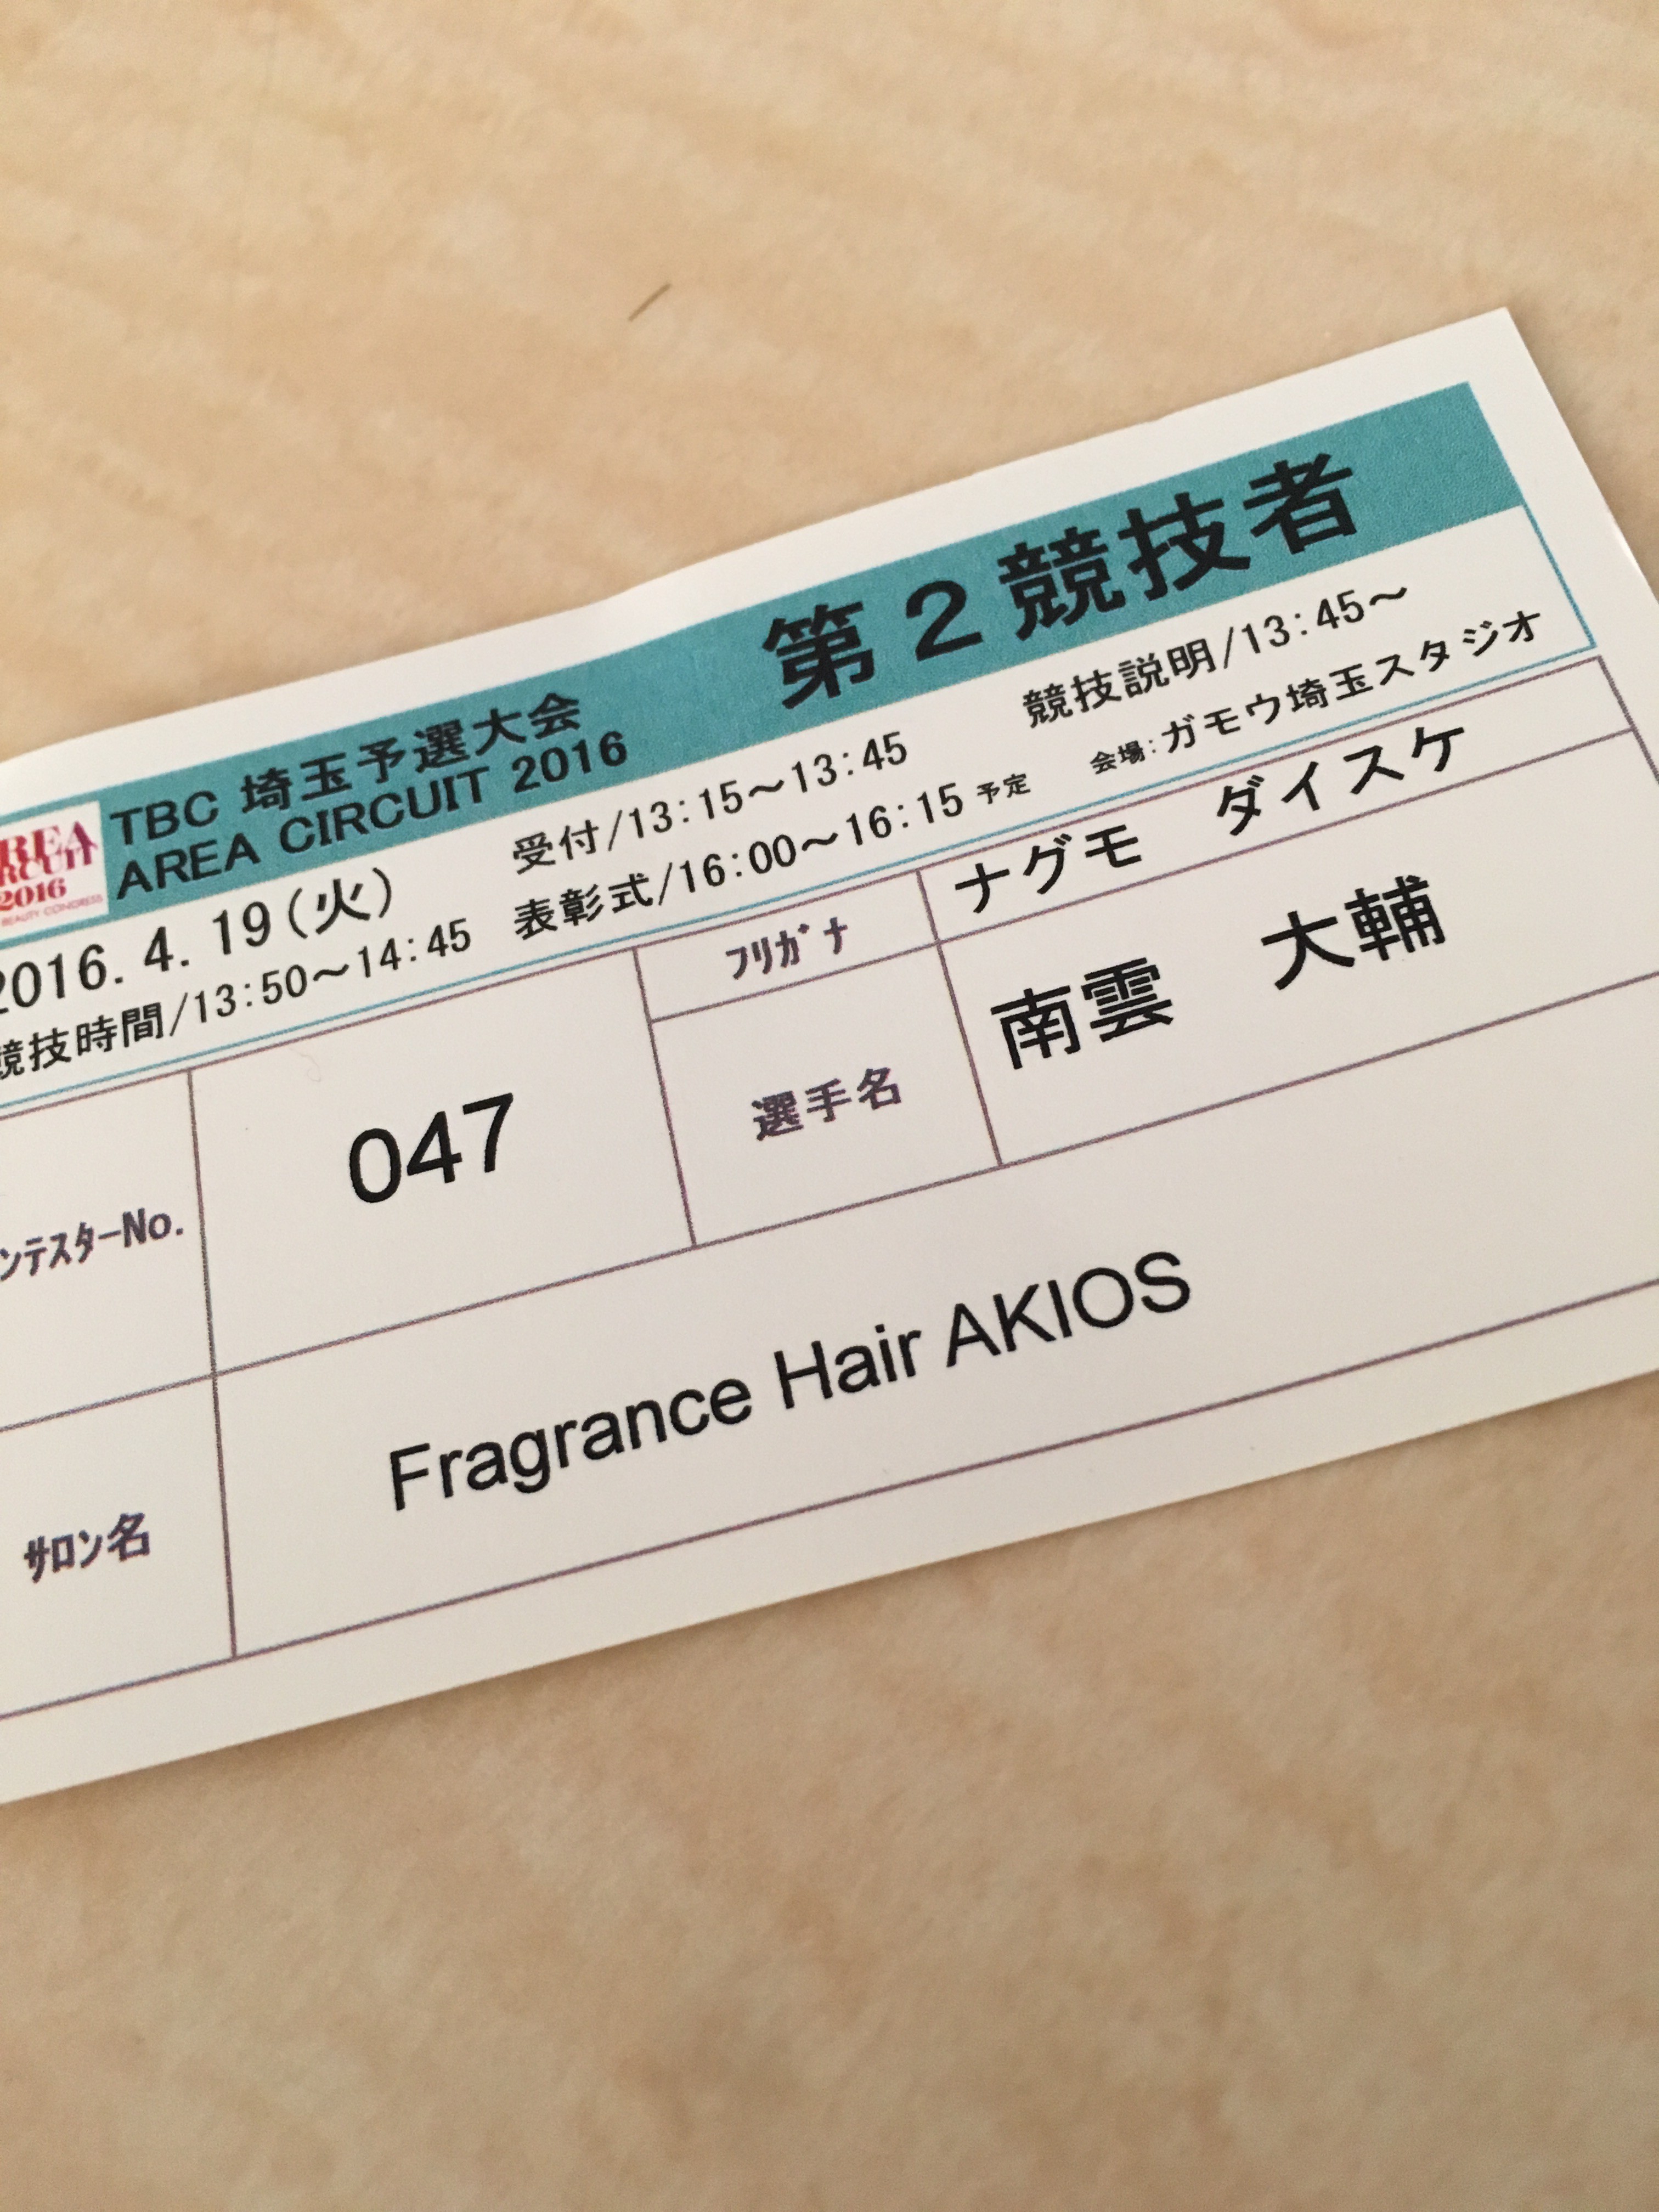 TBC 埼玉予選大会
AREA CIRCUIT 2016
第2競技者
2016
BEAUTY CONGRESS
2016. 4. 19(火)
受付/13:15〜13:45
競技説明/13:45〜
競技時間/13:50〜14:45
表彰式/16:00〜16:15 予定
会場:ガモウ埼玉スタジオ
ﾝﾃｽﾀｰNo.
047
ﾌﾘｶﾞﾅ
ナグモ ダイスケ
選手名
南雲 大輔
ｻﾛﾝ名
Fragrance Hair AKIOS